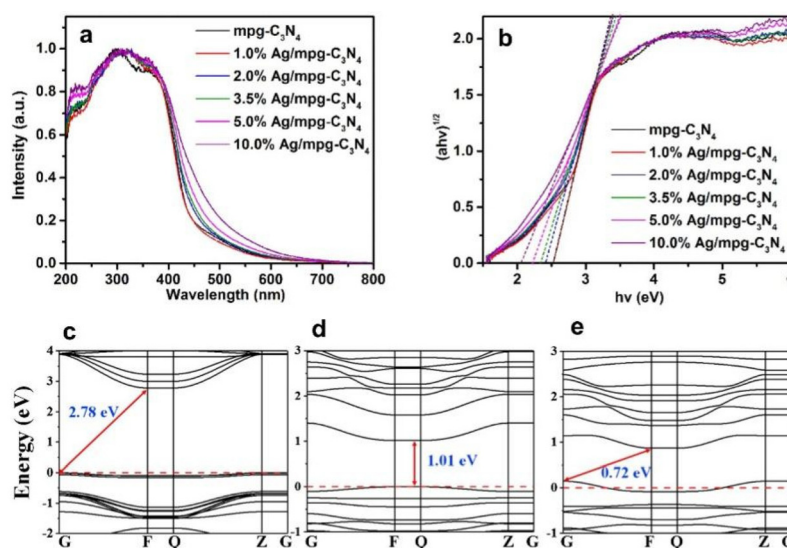 a
mpg-C₃N₄
1.0% Ag/mpg-C₃N₄
2.0% Ag/mpg-C₃N₄
3.5% Ag/mpg-C₃N₄
5.0% Ag/mpg-C₃N₄
10.0% Ag/mpg-C₃N₄
Intensity (a.u.)
1.0
0.8
0.6
0.4
0.2
0.0
200 300 400 500 600 700 800
Wavelength (nm)
b
mpg-C₃N₄
1.0% Ag/mpg-C₃N₄
2.0% Ag/mpg-C₃N₄
3.5% Ag/mpg-C₃N₄
5.0% Ag/mpg-C₃N₄
10.0% Ag/mpg-C₃N₄
(ahv)¹/²
2.0
1.5
1.0
0.5
0.0
2 3 4 5 6
hv (eV)
c
Energy (eV)
4
3
2
1
0
-1
-2
2.78 eV
G F Q Z G
d
3
2
1
0
-1
1.01 eV
G F Q Z G
e
3
2
1
0
-1
0.72 eV
G F Q Z G